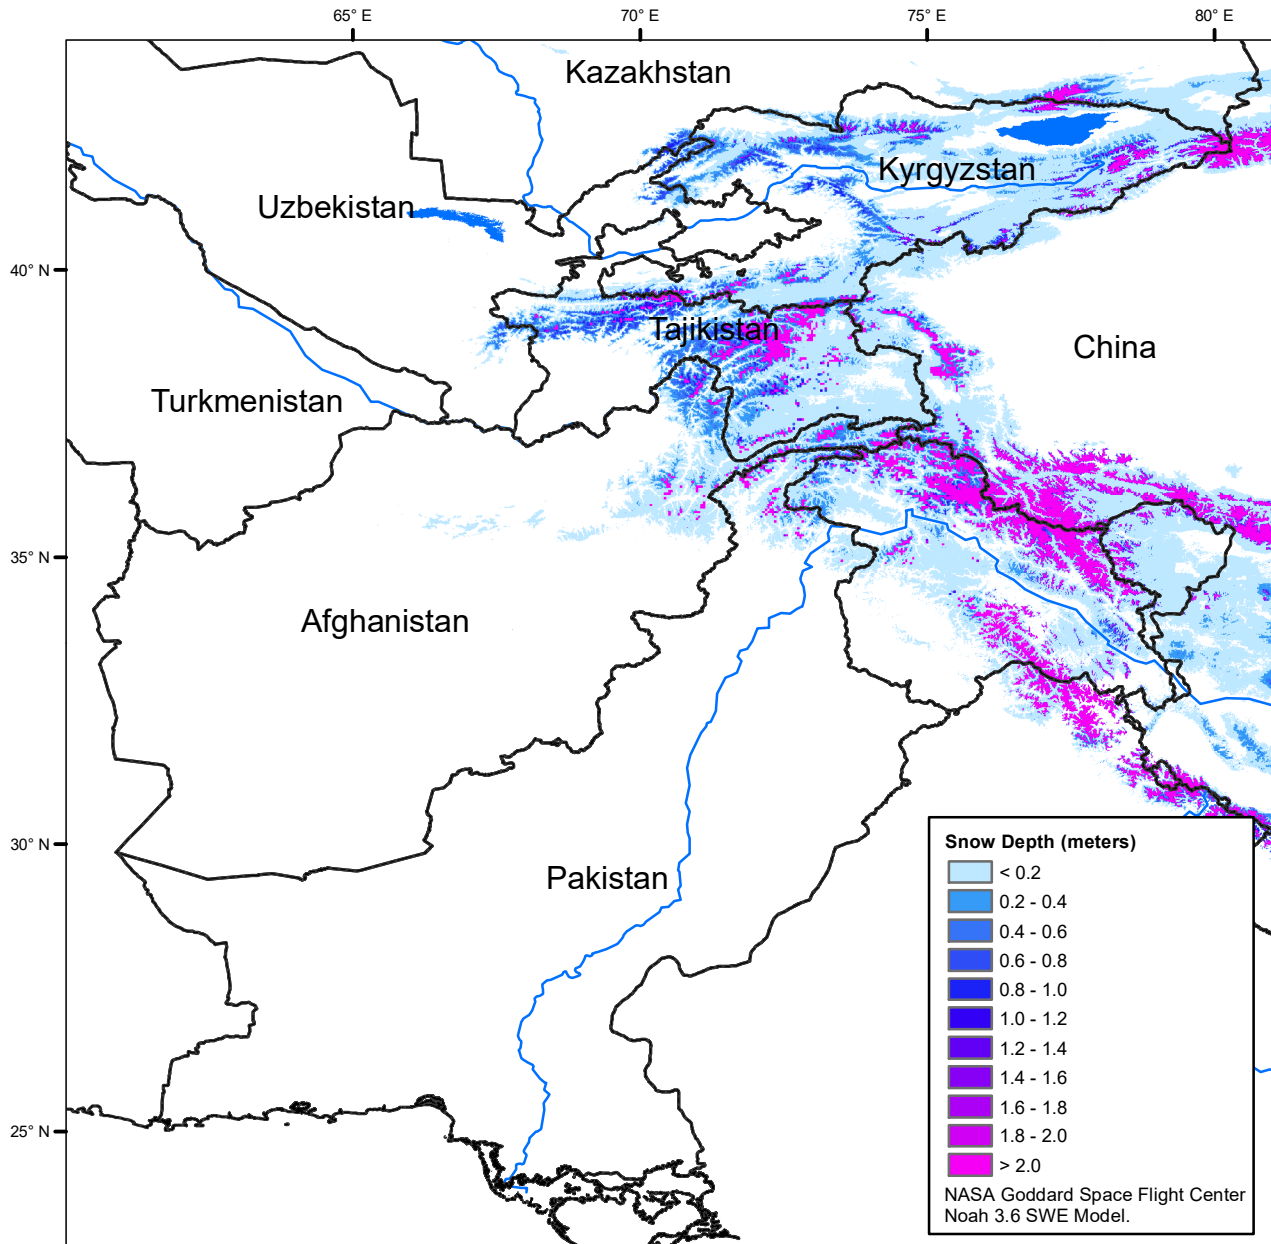 65° E
70° E
75° E
80° E
Kazakhstan
Kyrgyzstan
Uzbekistan
40° N
Tajikistan
China
Turkmenistan
35° N
Afghanistan
30° N
Pakistan
25° N
Snow Depth (meters)
< 0.2
0.2 - 0.4
0.4 - 0.6
0.6 - 0.8
0.8 - 1.0
1.0 - 1.2
1.2 - 1.4
1.4 - 1.6
1.6 - 1.8
1.8 - 2.0
> 2.0
NASA Goddard Space Flight Center
Noah 3.6 SWE Model.